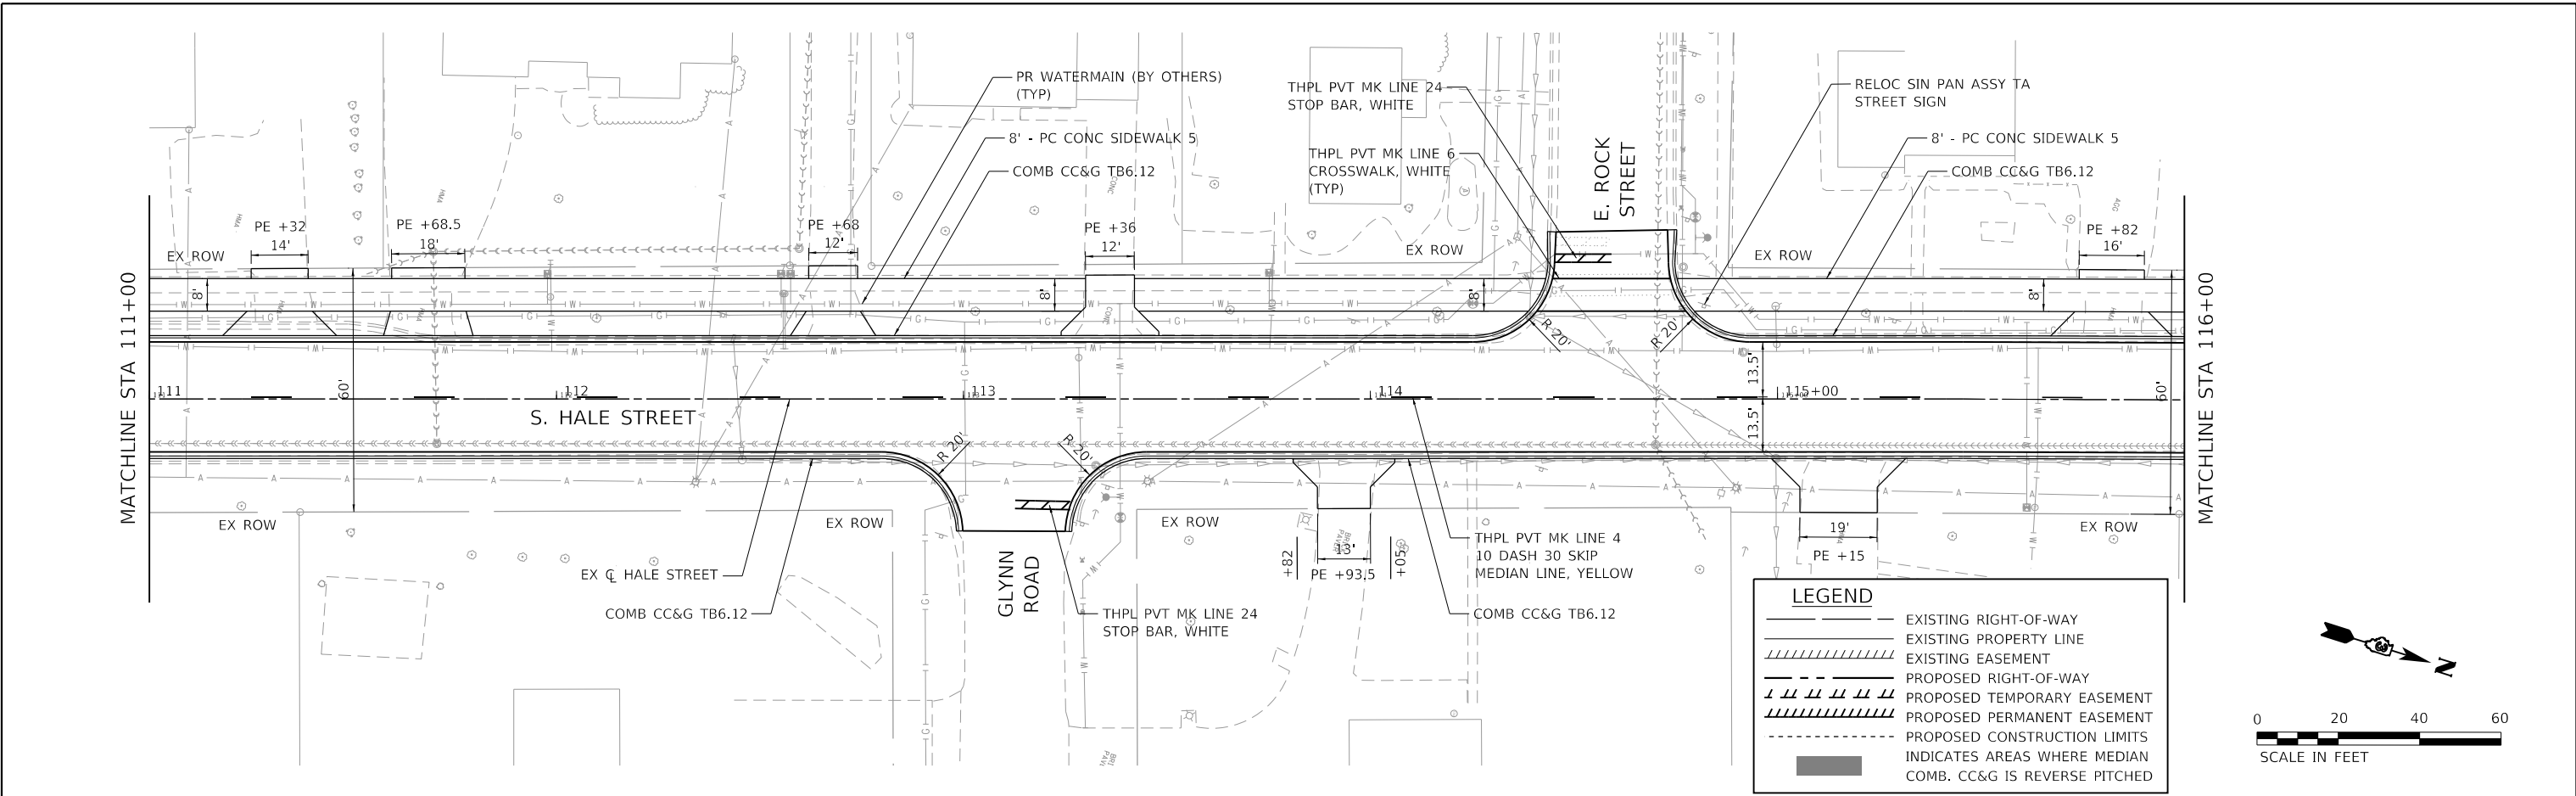 PR WATERMAIN (BY OTHERS)
(TYP)
8' - PC CONC SIDEWALK 5
COMB CC&G TB6.12
THPL PVT MK LINE 24
STOP BAR, WHITE
THPL PVT MK LINE 6
CROSSWALK, WHITE
(TYP)
E. ROCK
STREET
RELOC SIN PAN ASSY TA
STREET SIGN
8' - PC CONC SIDEWALK 5
COMB CC&G TB6.12
PE +32
14'
PE +68.5
18'
PE +68
12'
PE +36
12'
PE +82
16'
EX ROW
EX ROW
EX ROW
8'
8'
8'
8'
R 20'
R 20'
MATCHLINE STA 111+00
MATCHLINE STA 116+00
60'
60'
13.5'
13.5'
111
112
113
114
115+00
S. HALE STREET
R 20'
R 20'
EX ROW
EX ROW
EX ROW
EX ROW
EX ℄ HALE STREET
COMB CC&G TB6.12
GLYNN
ROAD
THPL PVT MK LINE 24
STOP BAR, WHITE
+82
13'
+05
PE +93.5
THPL PVT MK LINE 4
10 DASH 30 SKIP
MEDIAN LINE, YELLOW
COMB CC&G TB6.12
19'
PE +15
LEGEND
EXISTING RIGHT-OF-WAY
EXISTING PROPERTY LINE
EXISTING EASEMENT
PROPOSED RIGHT-OF-WAY
PROPOSED TEMPORARY EASEMENT
PROPOSED PERMANENT EASEMENT
PROPOSED CONSTRUCTION LIMITS
INDICATES AREAS WHERE MEDIAN
COMB. CC&G IS REVERSE PITCHED
N
0 20 40 60
SCALE IN FEET